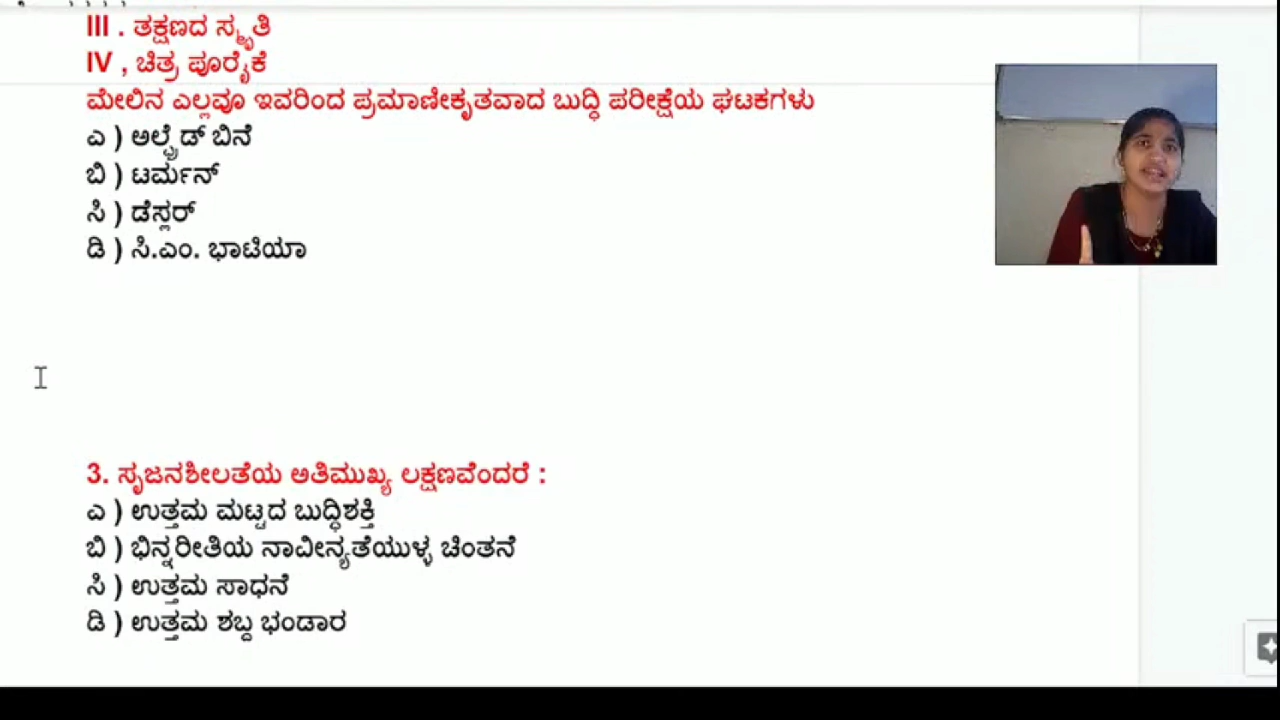 III . ತಕ್ಷಣದ ಸ್ಮೃತಿ
IV , ಚಿತ್ರ ಪೂರೈಕೆ
ಮೇಲಿನ ಎಲ್ಲವೂ ಇವರಿಂದ ಪ್ರಮಾಣೀಕೃತವಾದ ಬುದ್ಧಿ ಪರೀಕ್ಷೆಯ ಘಟಕಗಳು
ಎ ) ಅಲ್ಫ್ರೆಡ್ ಬಿನೆ
ಬಿ ) ಟರ್ಮನ್
ಸಿ ) ಡೆಸ್ಲರ್
ಡಿ ) ಸಿ.ಎಂ. ಭಾಟಿಯಾ
3. ಸೃಜನಶೀಲತೆಯ ಅತಿಮುಖ್ಯ ಲಕ್ಷಣವೆಂದರೆ :
ಎ ) ಉತ್ತಮ ಮಟ್ಟದ ಬುದ್ಧಿಶಕ್ತಿ
ಬಿ ) ಭಿನ್ನರೀತಿಯ ನಾವೀನ್ಯತೆಯುಳ್ಳ ಚಿಂತನೆ
ಸಿ ) ಉತ್ತಮ ಸಾಧನೆ
ಡಿ ) ಉತ್ತಮ ಶಬ್ದ ಭಂಡಾರ